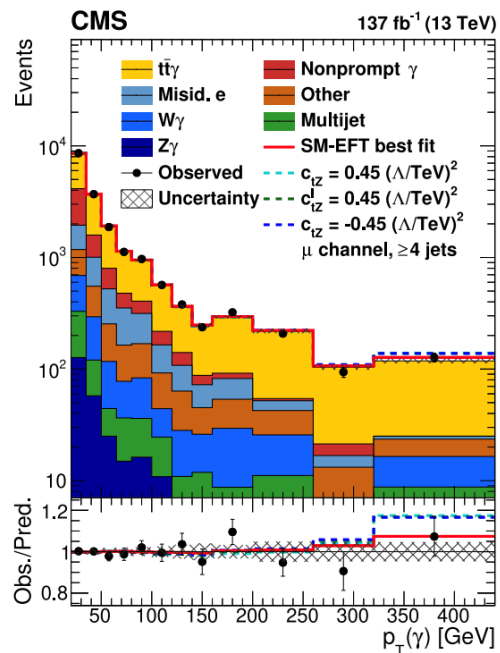 CMS 137 fb⁻¹ (13 TeV)
Events
tt̄γ Nonprompt γ
Misid. e Other
Wγ Multijet
Zγ SM-EFT best fit
Observed c_tZ = 0.45 (Λ/TeV)²
Uncertainty c^I_tZ = 0.45 (Λ/TeV)²
c_tZ = -0.45 (Λ/TeV)²
μ channel, ≥4 jets
10⁴
10³
10²
10
Obs./Pred.
1.2
1
0.8
50 100 150 200 250 300 350 400
p_T(γ) [GeV]